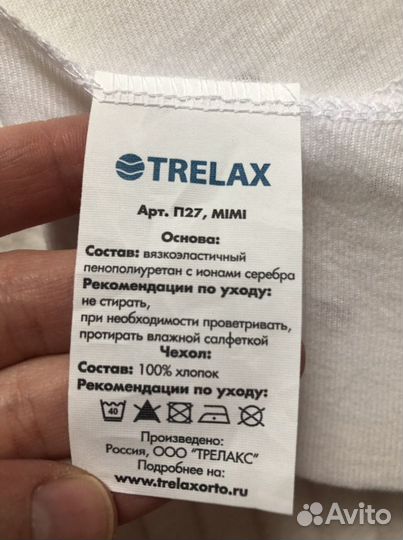 TRELAX
Арт. П27, MIMI
Основа:
Состав: вязкоэластичный
пенополиуретан с ионами серебра
Рекомендации по уходу:
не стирать,
при необходимости проветривать,
протирать влажной салфеткой
Чехол:
Состав: 100% хлопок
Рекомендации по уходу:
40
Произведено:
Россия, ООО "ТРЕЛАКС"
Подробнее на:
www.trelaxorto.ru
Avito